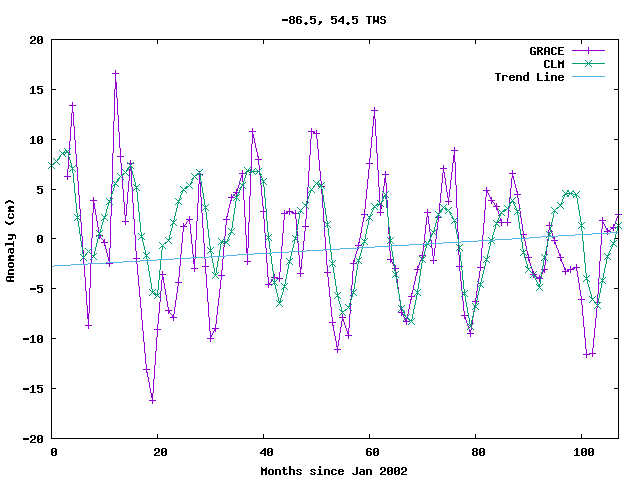 -86.5, 54.5 TWS
20
15
10
5
0
-5
-10
-15
-20
Anomaly (cm)
GRACE
CLM
Trend Line
0 20 40 60 80 100
Months since Jan 2002